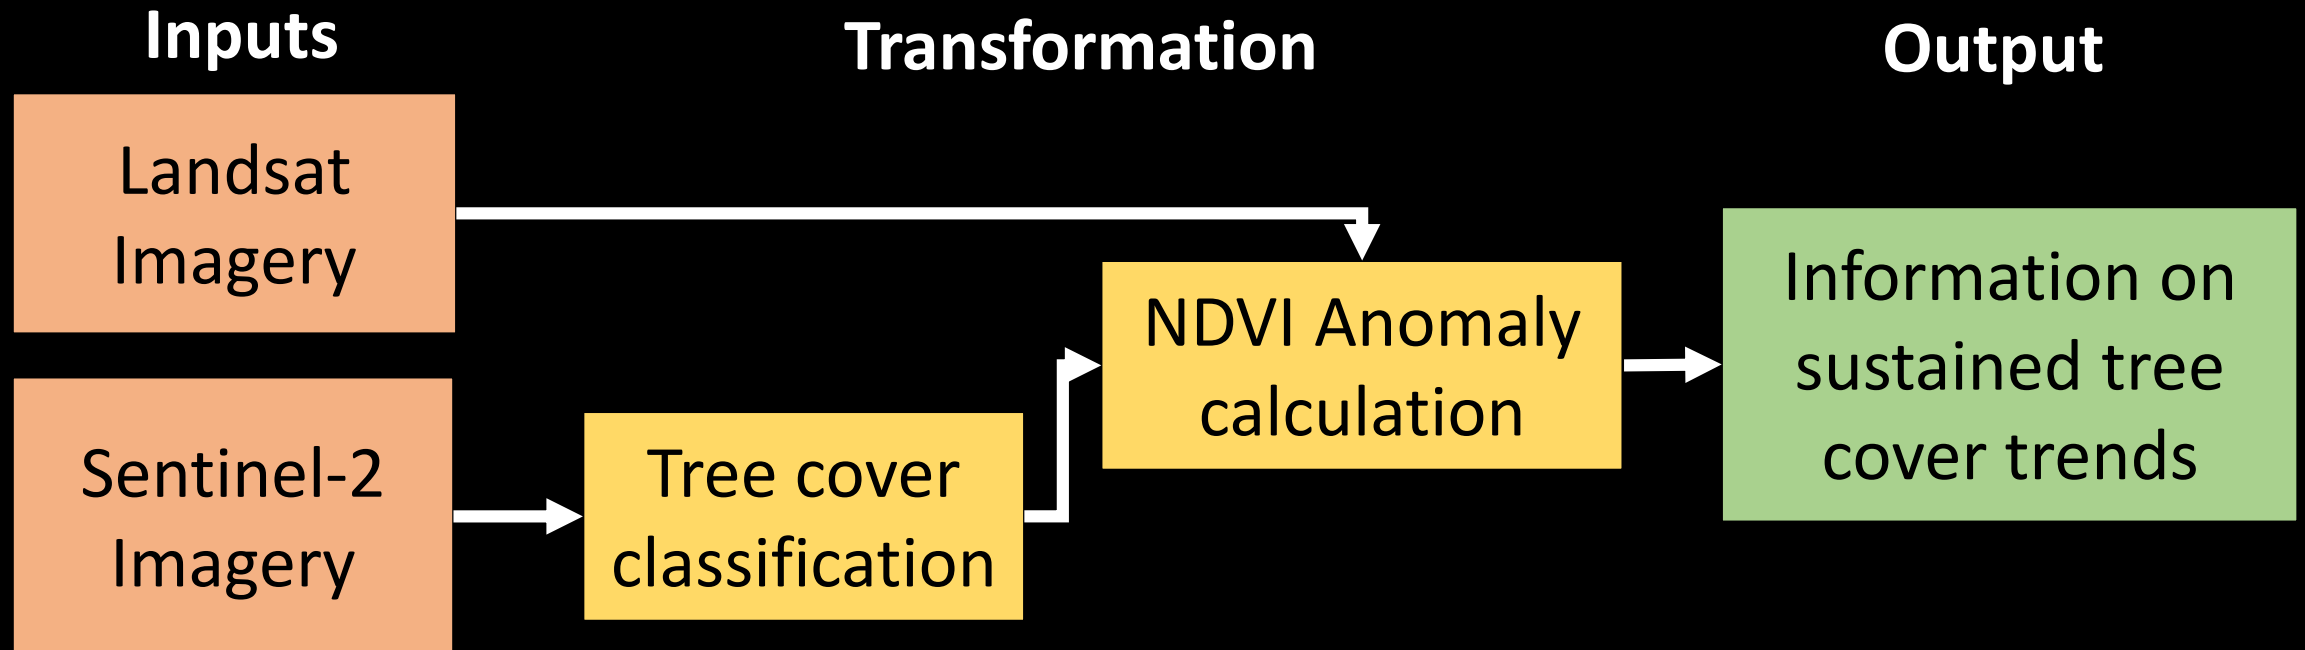 Inputs
Transformation
Output
Landsat
Imagery
Sentinel-2
Imagery
Tree cover
classification
NDVI Anomaly
calculation
Information on
sustained tree
cover trends